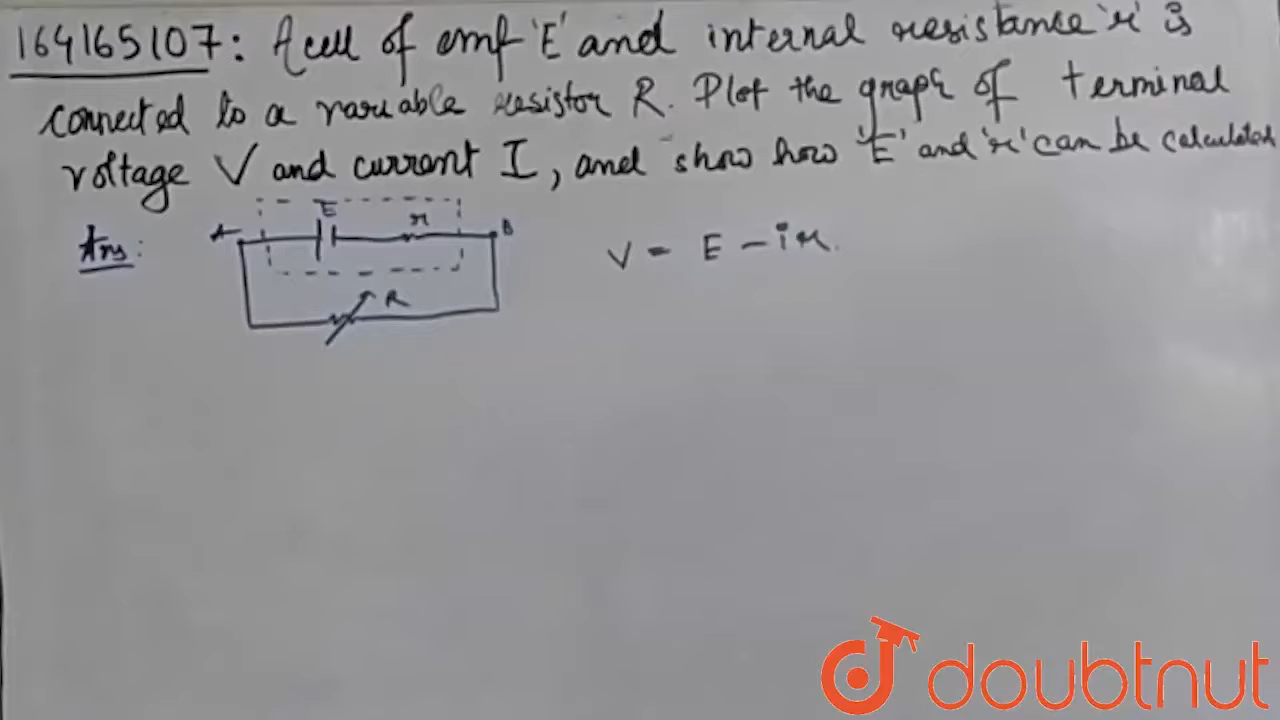 164165107: A cell of emf 'E' and internal resistance 'r' is
connected to a variable resistor R. Plot the graph of terminal
voltage V and current I, and show how 'E' and 'r' can be calculated
Ans:
A
E
r
B
R
V = E - ir.
doubtnut